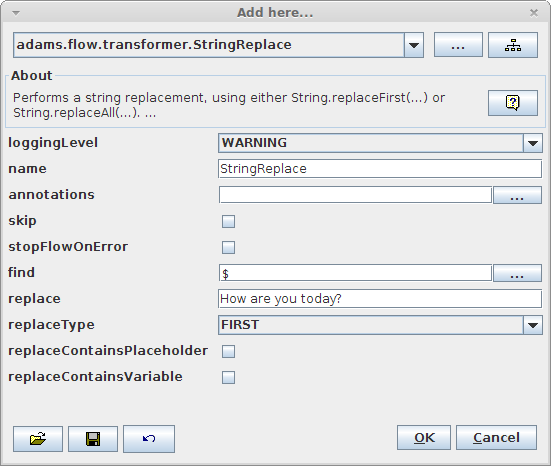 Add here...
adams.flow.transformer.StringReplace
...
About
Performs a string replacement, using either String.replaceFirst(...) or
String.replaceAll(...). ...
?
loggingLevel WARNING
name StringReplace
annotations ...
skip
stopFlowOnError
find $ ...
replace How are you today?
replaceType FIRST
replaceContainsPlaceholder
replaceContainsVariable
OK Cancel